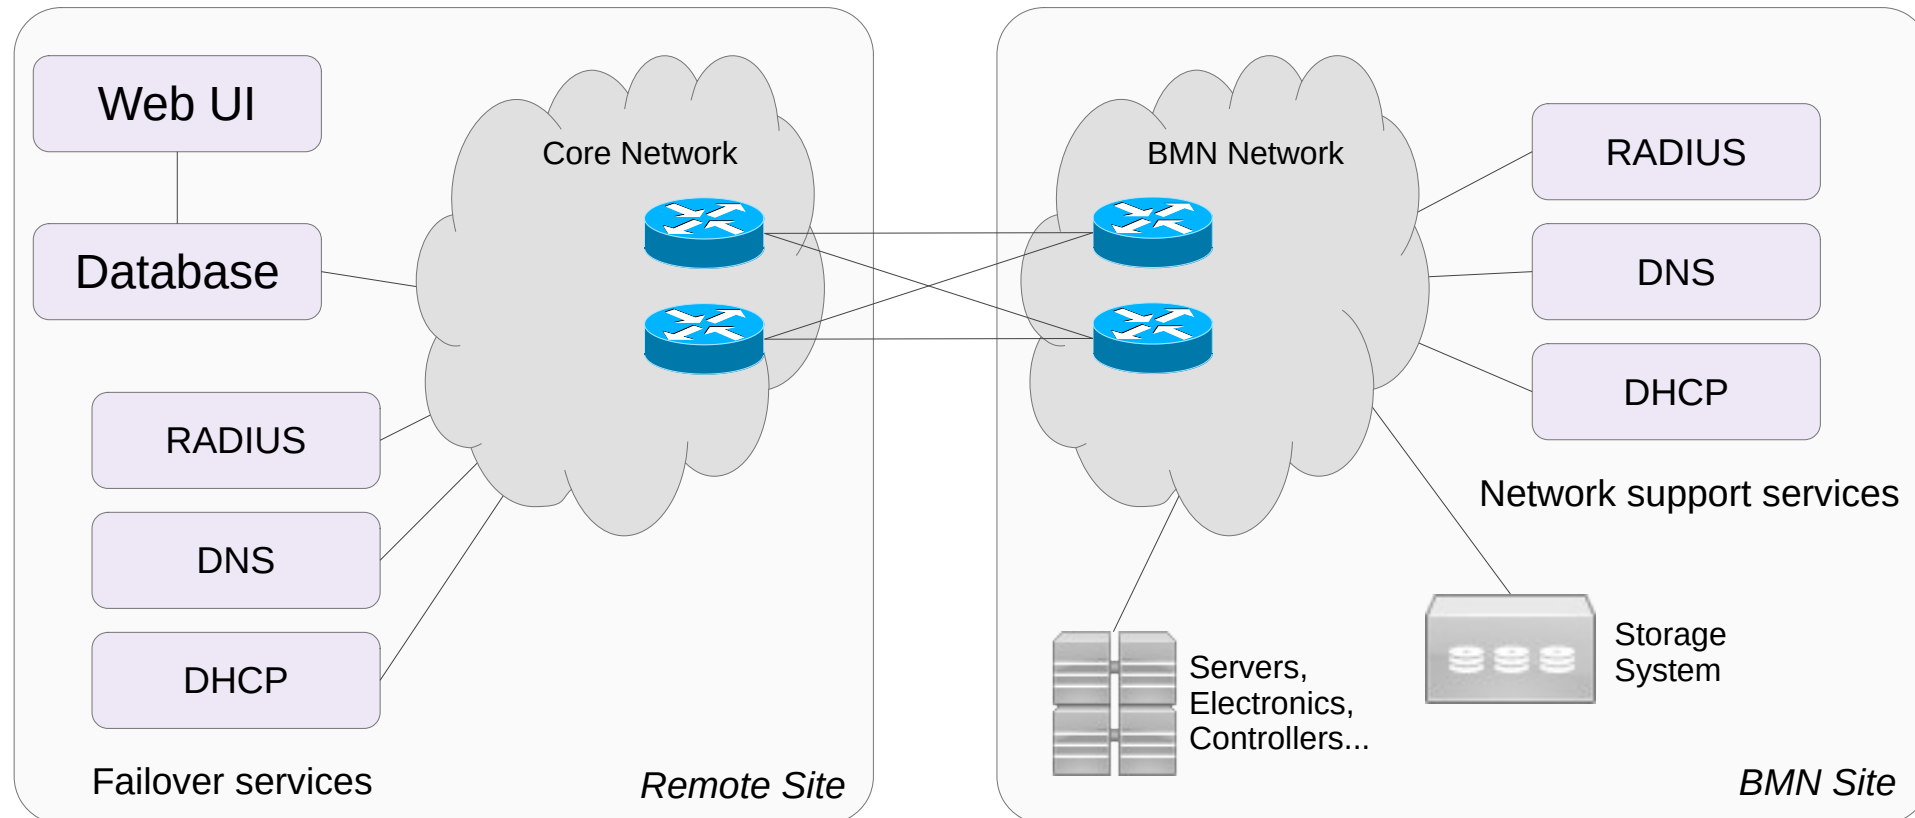 Web UI
Database
Core Network
RADIUS
DNS
DHCP
Failover services
Remote Site
BMN Network
RADIUS
DNS
DHCP
Network support services
Servers,
Electronics,
Controllers...
Storage
System
BMN Site